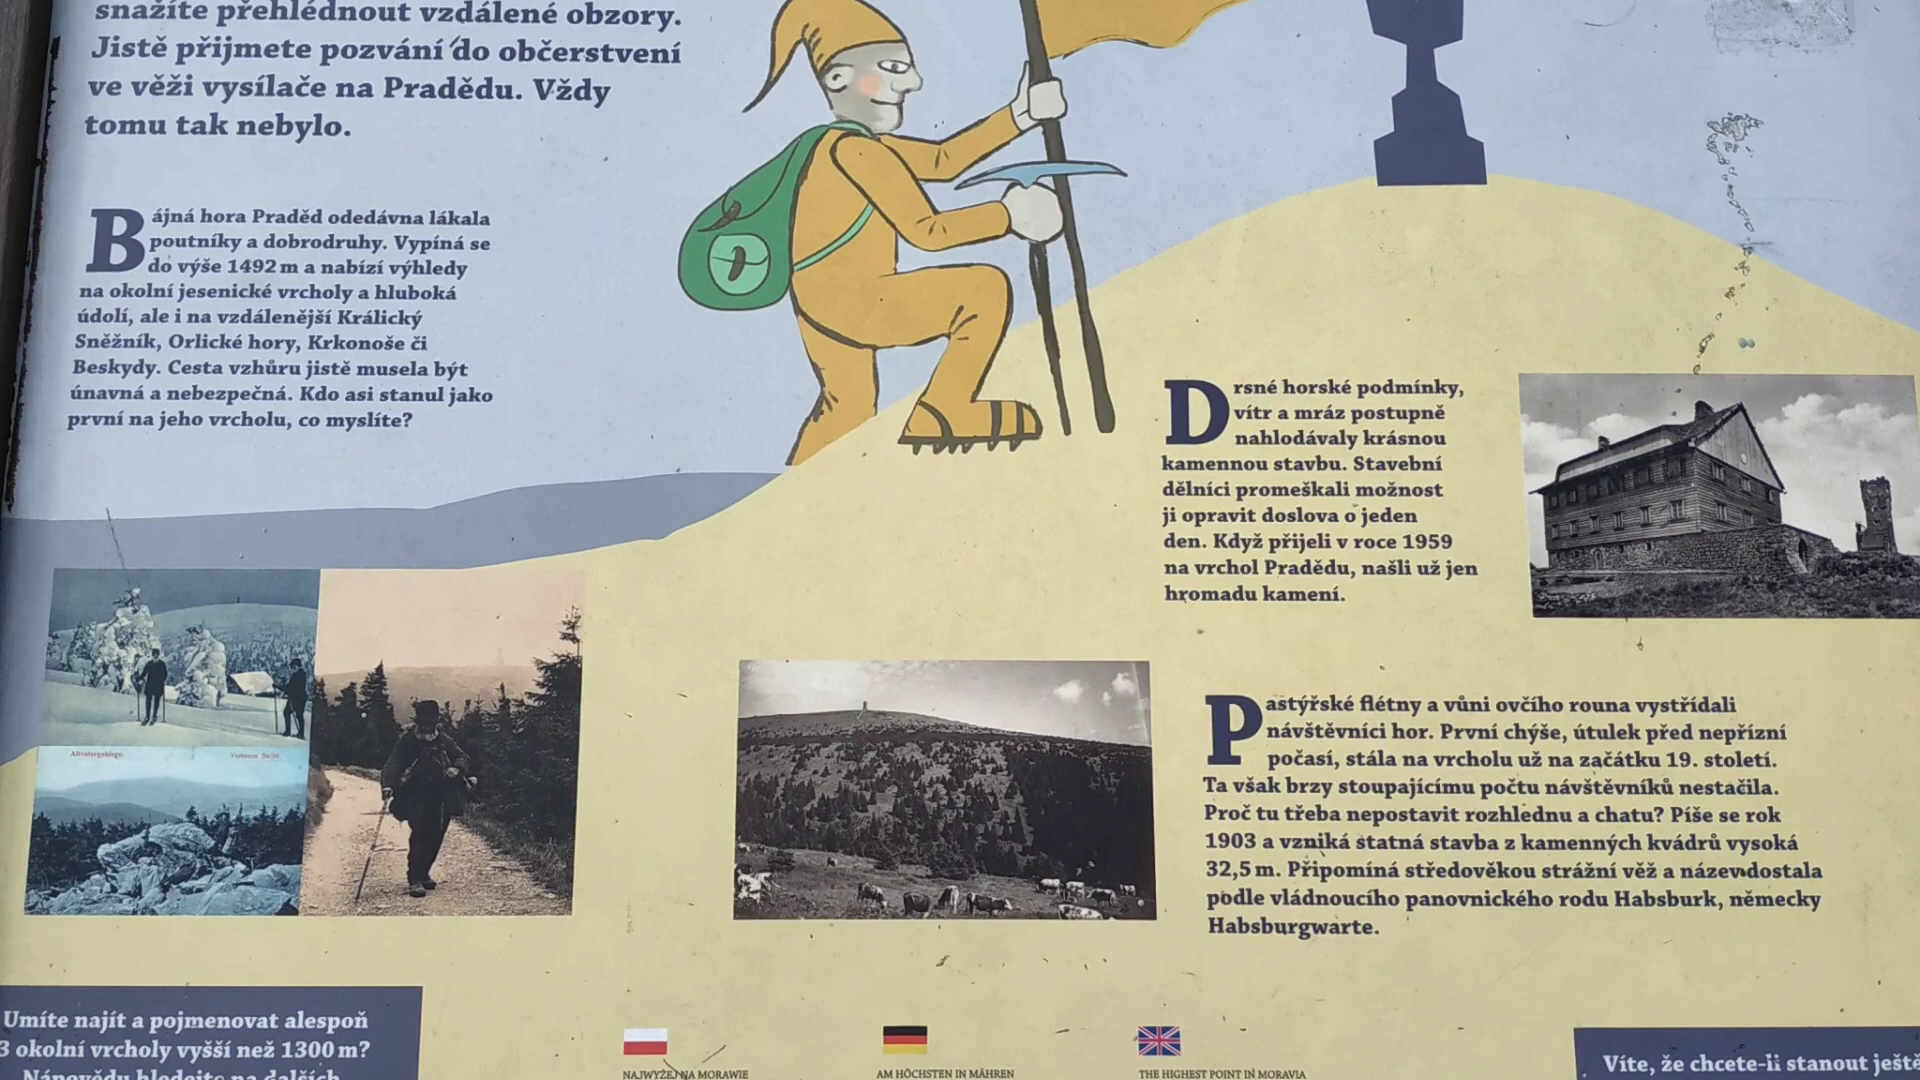 snažíte přehlédnout vzdálené obzory.
Jistě přijmete pozvání do občerstvení
ve věži vysílače na Pradědu. Vždy
tomu tak nebylo.
Bájná hora Praděd odedávna lákala
poutníky a dobrodruhy. Vypíná se
do výše 1492 m a nabízí výhledy
na okolní jesenické vrcholy a hluboká
údolí, ale i na vzdálenější Králický
Sněžník, Orlické hory, Krkonoše či
Beskydy. Cesta vzhůru jistě musela být
únavná a nebezpečná. Kdo asi stanul jako
první na jeho vrcholu, co myslíte?
Drsné horské podmínky,
vítr a mráz postupně
nahlodávaly krásnou
kamennou stavbu. Stavební
dělníci promeškali možnost
ji opravit doslova o jeden
den. Když přijeli v roce 1959
na vrchol Pradědu, našli už jen
hromadu kamení.
Altvatergebirge.
Pastýřské flétny a vůni ovčího rouna vystřídali
návštěvníci hor. První chýše, útulek před nepřízní
počasí, stála na vrcholu už na začátku 19. století.
Ta však brzy stoupajícímu počtu návštěvníků nestačila.
Proč tu třeba nepostavit rozhlednu a chatu? Píše se rok
1903 a vzniká statná stavba z kamenných kvádrů vysoká
32,5 m. Připomíná středověkou strážní věž a název dostala
podle vládnoucího panovnického rodu Habsburk, německy
Habsburgwarte.
Umíte najít a pojmenovat alespoň
3 okolní vrcholy vyšší než 1300 m?
Nápovědu hledejte na dalších
NAJWYŻEJ NA MORAWIE
AM HÖCHSTEN IN MÄHREN
THE HIGHEST POINT IN MORAVIA
Víte, že chcete-li stanout ještě